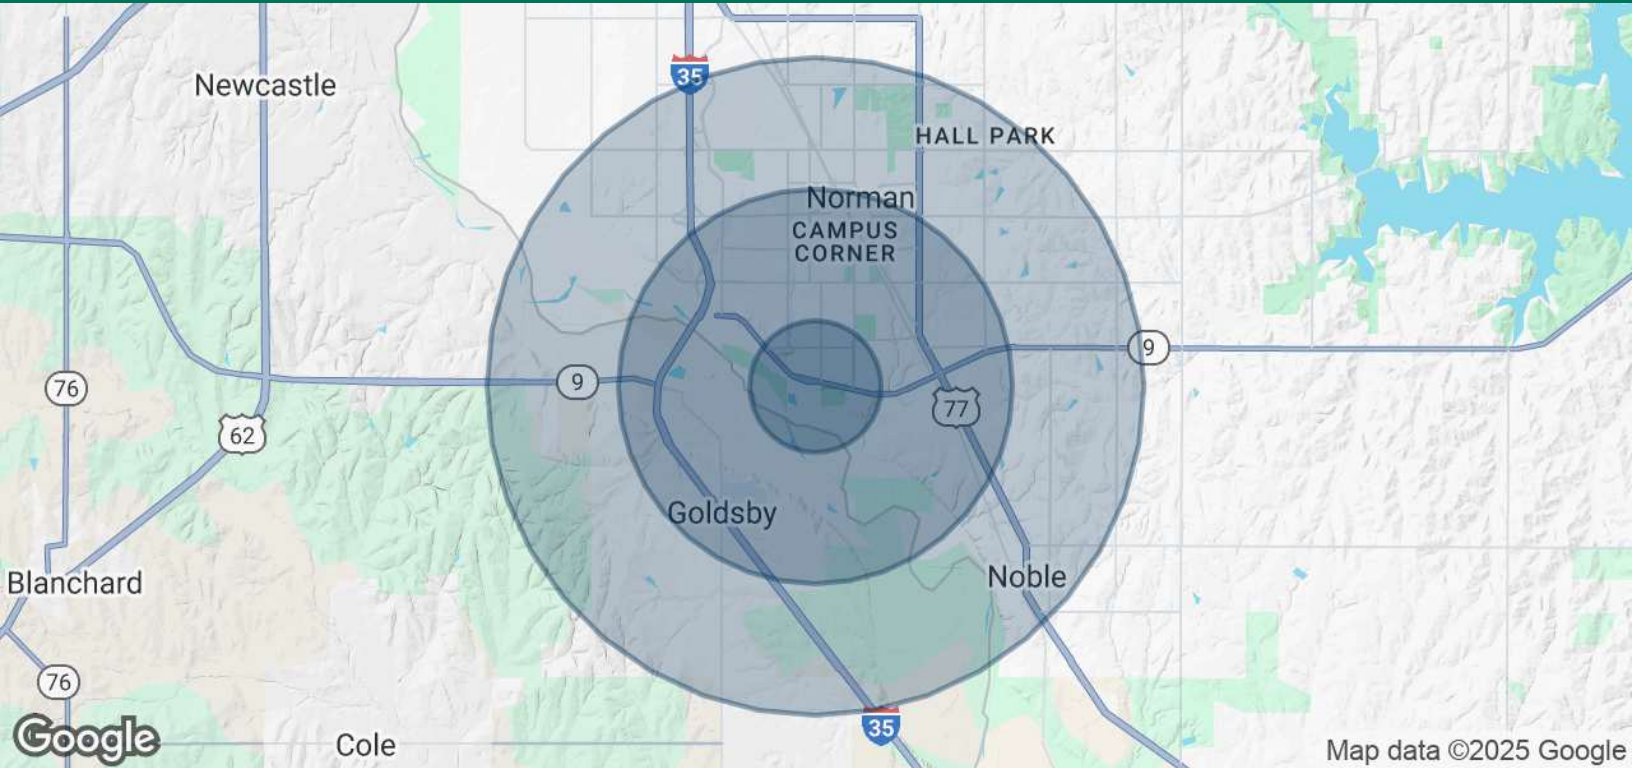 35
Newcastle
HALL PARK
Norman
CAMPUS
CORNER
9
9
76
62
77
Goldsby
Noble
Blanchard
76
35
Google
Cole
Map data ©2025 Google